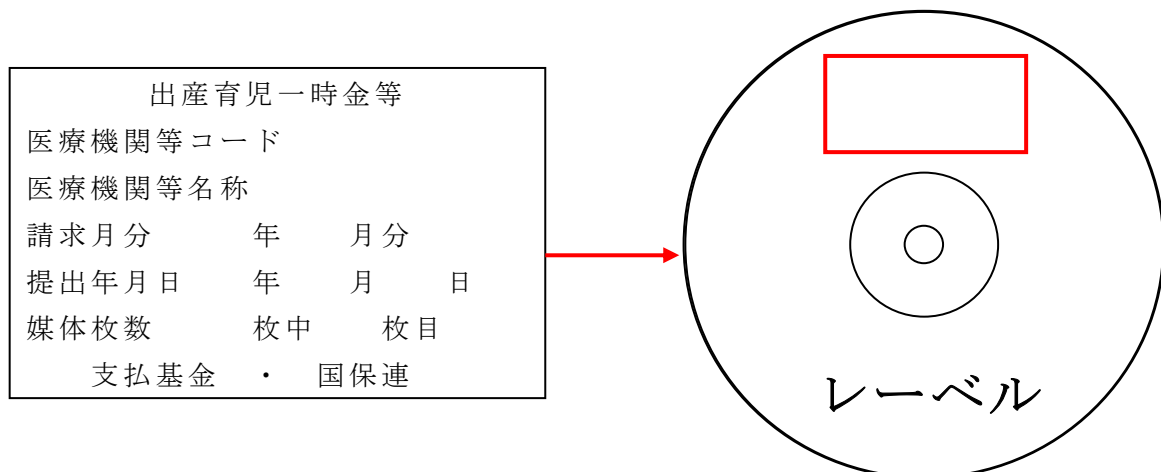 出産育児一時金等
医療機関等コード
医療機関等名称
請求月分　　　年　　月分
提出年月日　　年　　月　　日
媒体枚数　　　枚中　　枚目
支払基金　・　国保連
レーベル